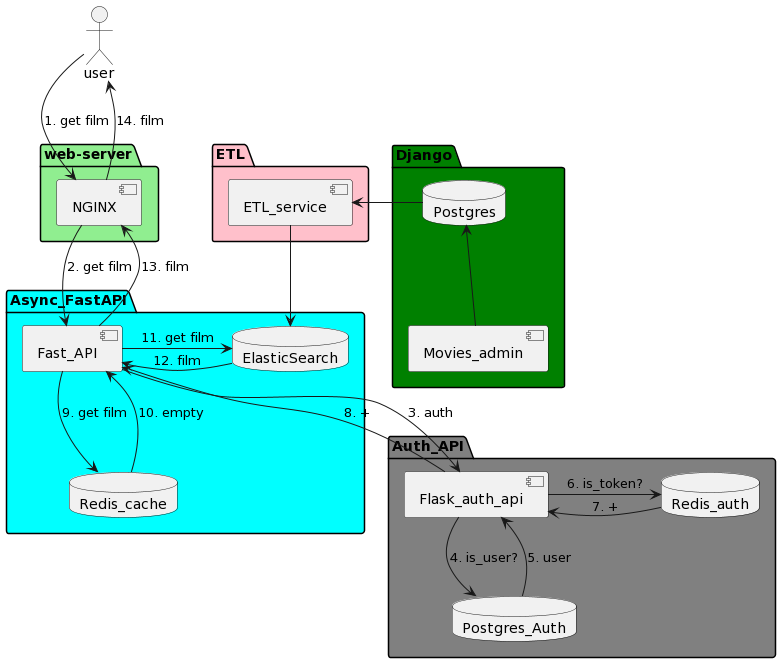 user
1. get film
14. film
web-server
ETL
Django
NGINX
ETL_service
Postgres
2. get film
13. film
Async_FastAPI
Fast_API
11. get film
12. film
ElasticSearch
Movies_admin
9. get film
10. empty
8. +
3. auth
Auth_API
Redis_cache
Flask_auth_api
6. is_token?
7. +
Redis_auth
4. is_user?
5. user
Postgres_Auth